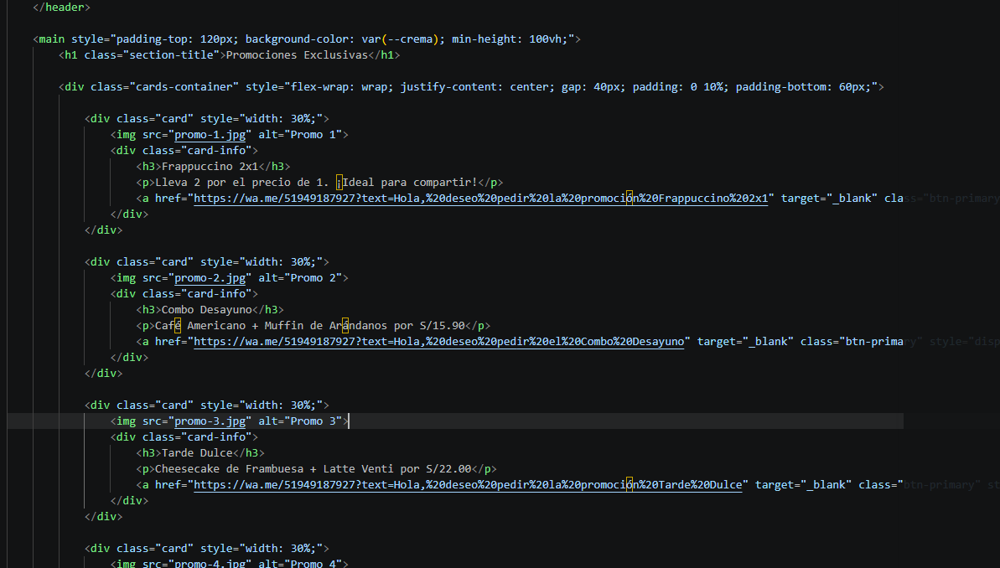 </header>
<main style="padding-top: 120px; background-color: var(--crema); min-height: 100vh;">
<h1 class="section-title">Promociones Exclusivas</h1>
<div class="cards-container" style="flex-wrap: wrap; justify-content: center; gap: 40px; padding: 0 10%; padding-bottom: 60px;">
<div class="card" style="width: 30%;">
<img src="promo-1.jpg" alt="Promo 1">
<div class="card-info">
<h3>Frappuccino 2x1</h3>
<p>Lleva 2 por el precio de 1. ¡Ideal para compartir!</p>
<a href="https://wa.me/51949187927?text=Hola,%20deseo%20pedir%20la%20promoción%20Frappuccino%202x1" target="_blank" class="btn-primary
</div>
</div>
<div class="card" style="width: 30%;">
<img src="promo-2.jpg" alt="Promo 2">
<div class="card-info">
<h3>Combo Desayuno</h3>
<p>Café Americano + Muffin de Arándanos por S/15.90</p>
<a href="https://wa.me/51949187927?text=Hola,%20deseo%20pedir%20el%20Combo%20Desayuno" target="_blank" class="btn-primary" style="disp
</div>
</div>
<div class="card" style="width: 30%;">
<img src="promo-3.jpg" alt="Promo 3">
<div class="card-info">
<h3>Tarde Dulce</h3>
<p>Cheesecake de Frambuesa + Latte Venti por S/22.00</p>
<a href="https://wa.me/51949187927?text=Hola,%20deseo%20pedir%20la%20promoción%20Tarde%20Dulce" target="_blank" class="btn-primary" st
</div>
</div>
<div class="card" style="width: 30%;">
<img src="promo-4.jpg" alt="Promo 4">